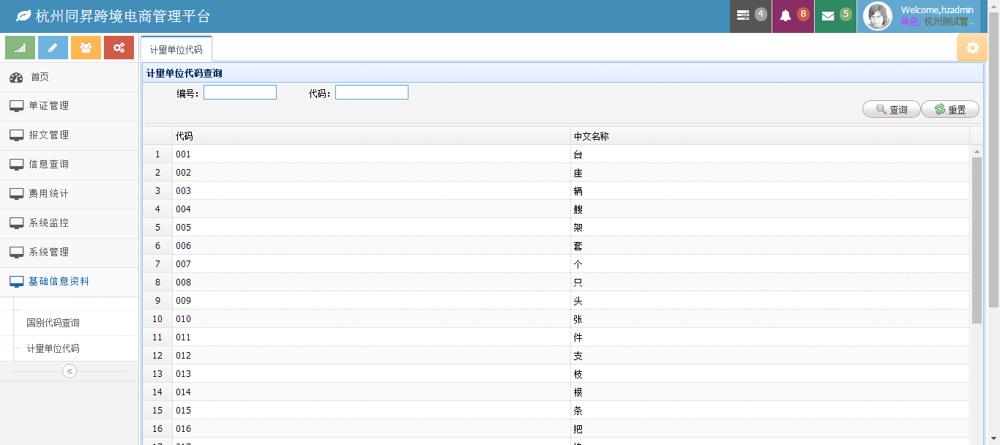 杭州同昇跨境电商管理平台
4
8
5
Welcome,hzadmin
角色: 杭州测试管..
计量单位代码
首页
单证管理
报文管理
信息查询
费用统计
系统监控
系统管理
基础信息资料
国别代码查询
计量单位代码
计量单位代码查询
编号: 代码:
查询 重置
代码 中文名称
1 001 台
2 002 座
3 003 辆
4 004 艘
5 005 架
6 006 套
7 007 个
8 008 只
9 009 头
10 010 张
11 011 件
12 012 支
13 013 枝
14 014 根
15 015 条
16 016 把
17 017